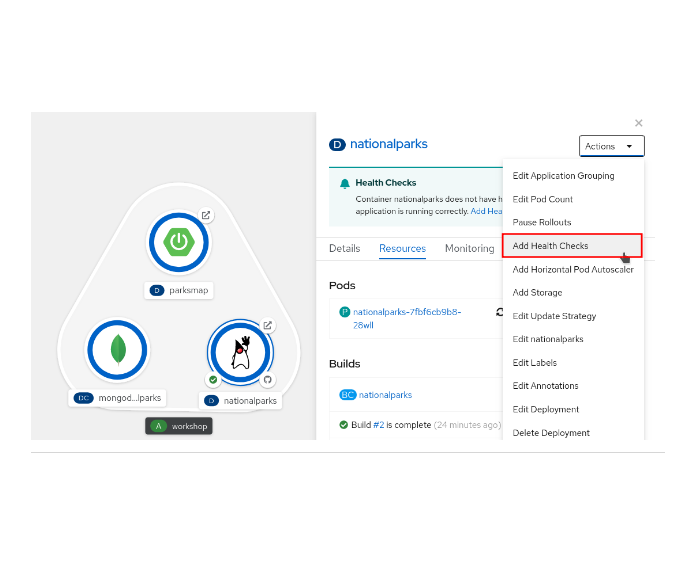 D nationalparks
Actions
Health Checks
Container nationalparks does not have h
application is running correctly. Add Hea
Details Resources Monitoring
Pods
P nationalparks-7fbf6cb9b8-
28wll
Builds
BC nationalparks
Build #2 is complete (24 minutes ago)
Edit Application Grouping
Edit Pod Count
Pause Rollouts
Add Health Checks
Add Horizontal Pod Autoscaler
Add Storage
Edit Update Strategy
Edit nationalparks
Edit Labels
Edit Annotations
Edit Deployment
Delete Deployment
D parksmap
DC mongod...lparks
D nationalparks
A workshop